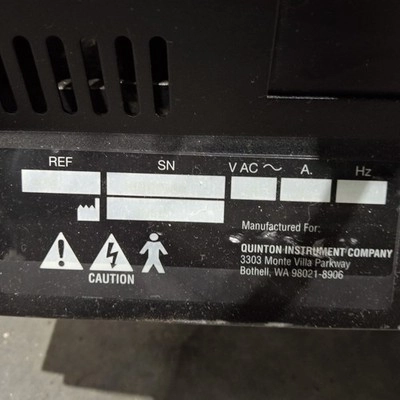 REF SN V AC ~ A. Hz
Manufactured For:
QUINTON INSTRUMENT COMPANY
3303 Monte Villa Parkway
Bothell, WA 98021-8906
CAUTION